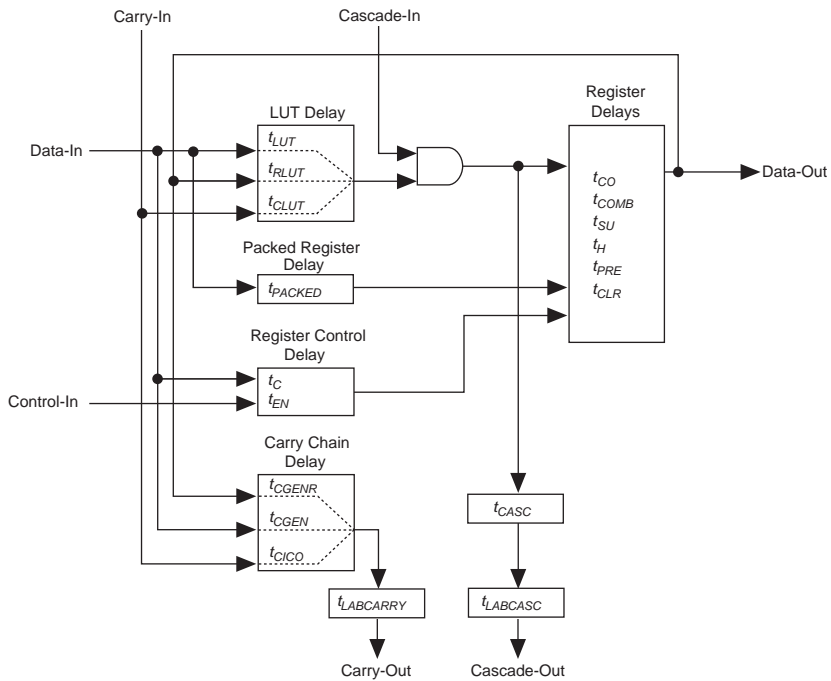 Carry-In
Cascade-In
LUT Delay
Register
Delays
Data-In
tLUT
tRLUT
tCLUT
Data-Out
tCO
tCOMB
tSU
tH
tPRE
tCLR
Packed Register
Delay
tPACKED
Register Control
Delay
tC
tEN
Control-In
Carry Chain
Delay
tCGENR
tCGEN
tCICO
tCASC
tLABCARRY
tLABCASC
Carry-Out
Cascade-Out